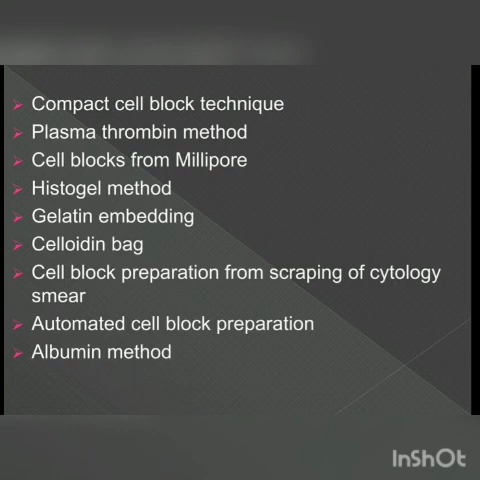 Compact cell block technique
Plasma thrombin method
Cell blocks from Millipore
Histogel method
Gelatin embedding
Celloidin bag
Cell block preparation from scraping of cytology
smear
Automated cell block preparation
Albumin method
InShOt